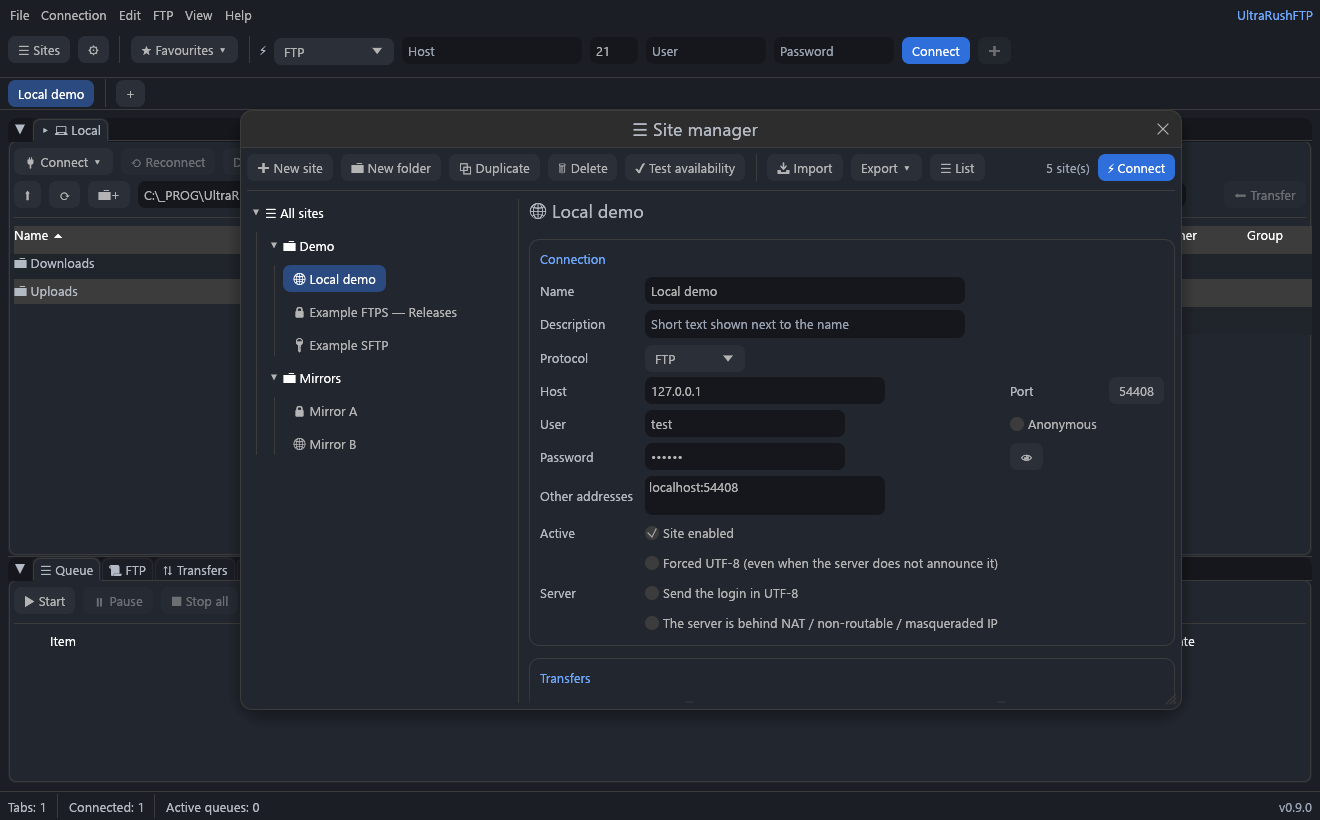 File Connection Edit FTP View Help UltraRushFTP
Sites Favourites FTP Host 21 User Password Connect +
Local demo +
Local
Site manager
Connect Reconnect
New site New folder Duplicate Delete Test availability Import Export List 5 site(s) Connect
C:\_PROG\UltraR Transfer
Name Group
Downloads
Uploads
All sites
Demo
Local demo
Example FTPS — Releases
Example SFTP
Mirrors
Mirror A
Mirror B
Local demo
Connection
Name Local demo
Description Short text shown next to the name
Protocol FTP
Host 127.0.0.1 Port 54408
User test Anonymous
Password ••••••
Other addresses localhost:54408
Active Site enabled
Forced UTF-8 (even when the server does not announce it)
Server Send the login in UTF-8
The server is behind NAT / non-routable / masqueraded IP
Transfers
Queue FTP Transfers
Start Pause Stop all
Item
Tabs: 1 Connected: 1 Active queues: 0 v0.9.0